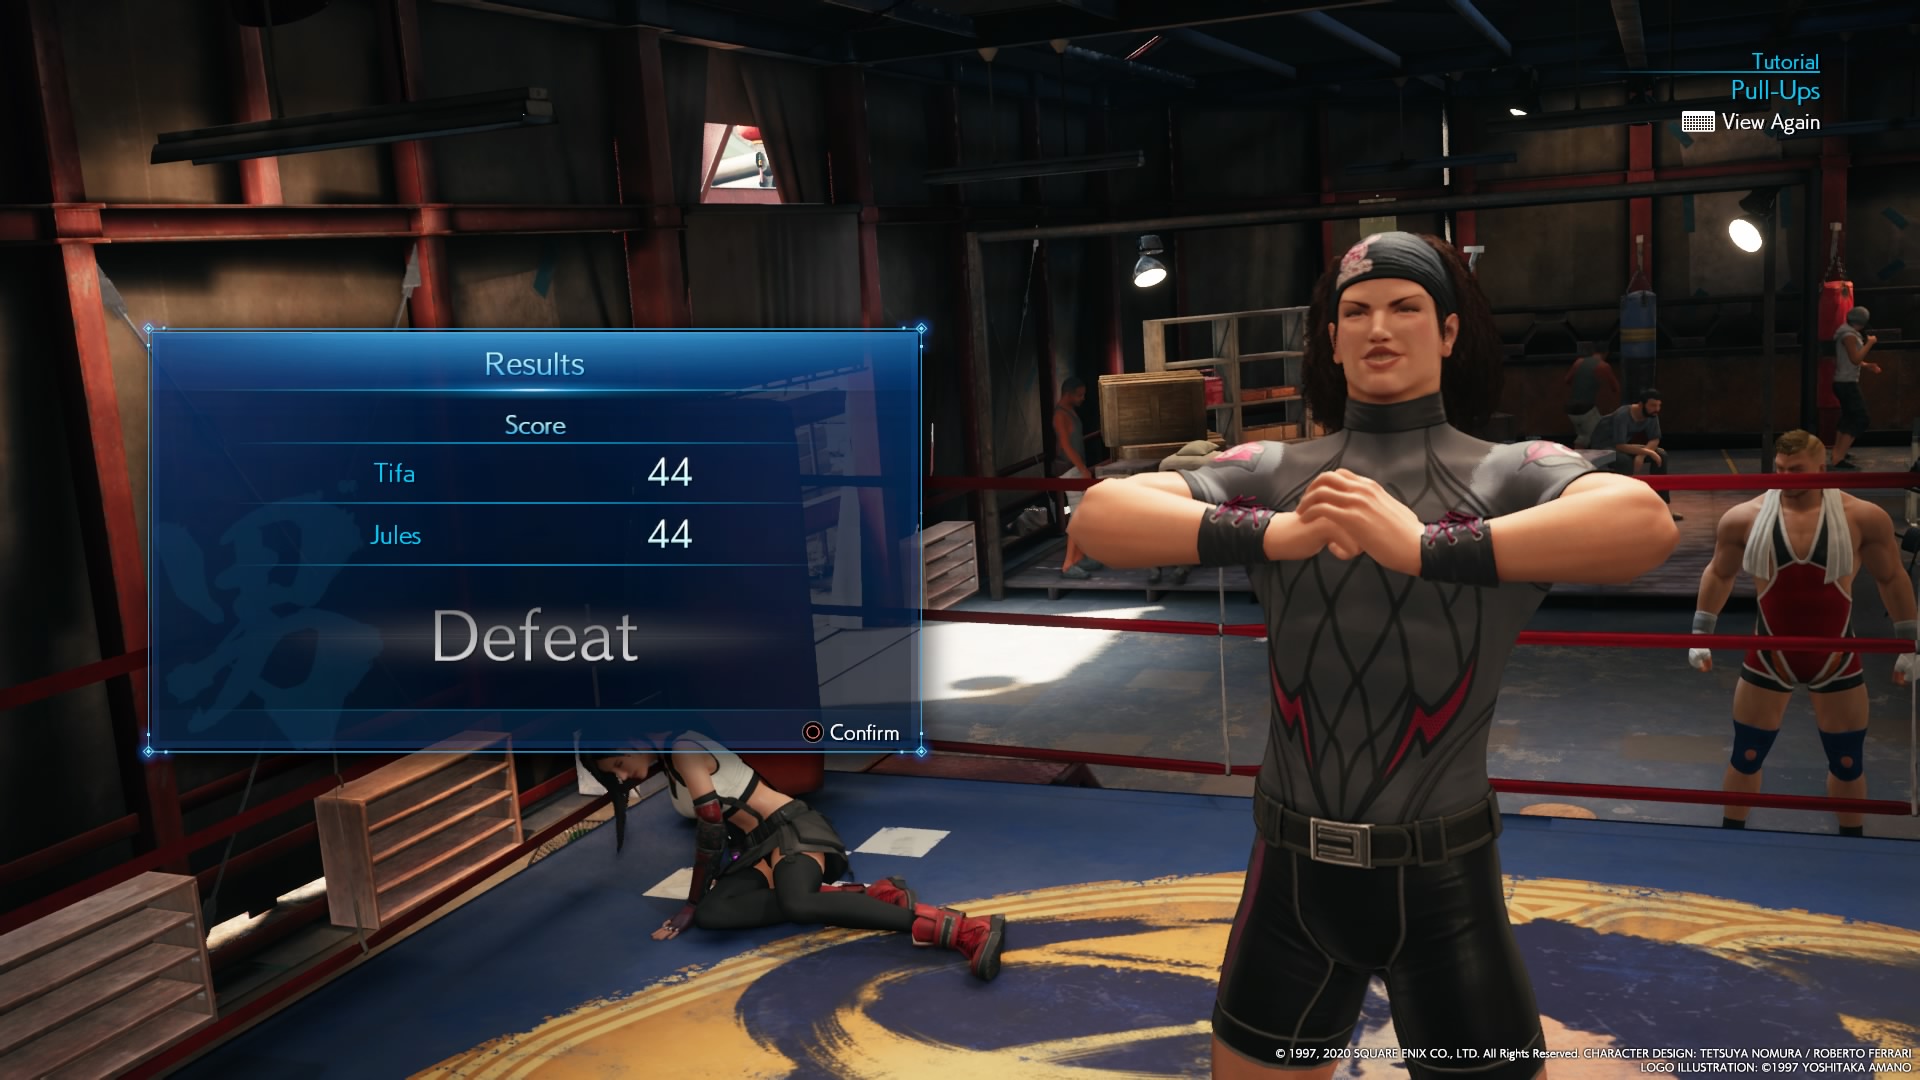 Tutorial
Pull-Ups
View Again
Results
Score
Tifa 44
Jules 44
Defeat
男
Confirm
© 1997, 2020 SQUARE ENIX CO., LTD. All Rights Reserved. CHARACTER DESIGN: TETSUYA NOMURA / ROBERTO FERRARI
LOGO ILLUSTRATION: ©1997 YOSHITAKA AMANO